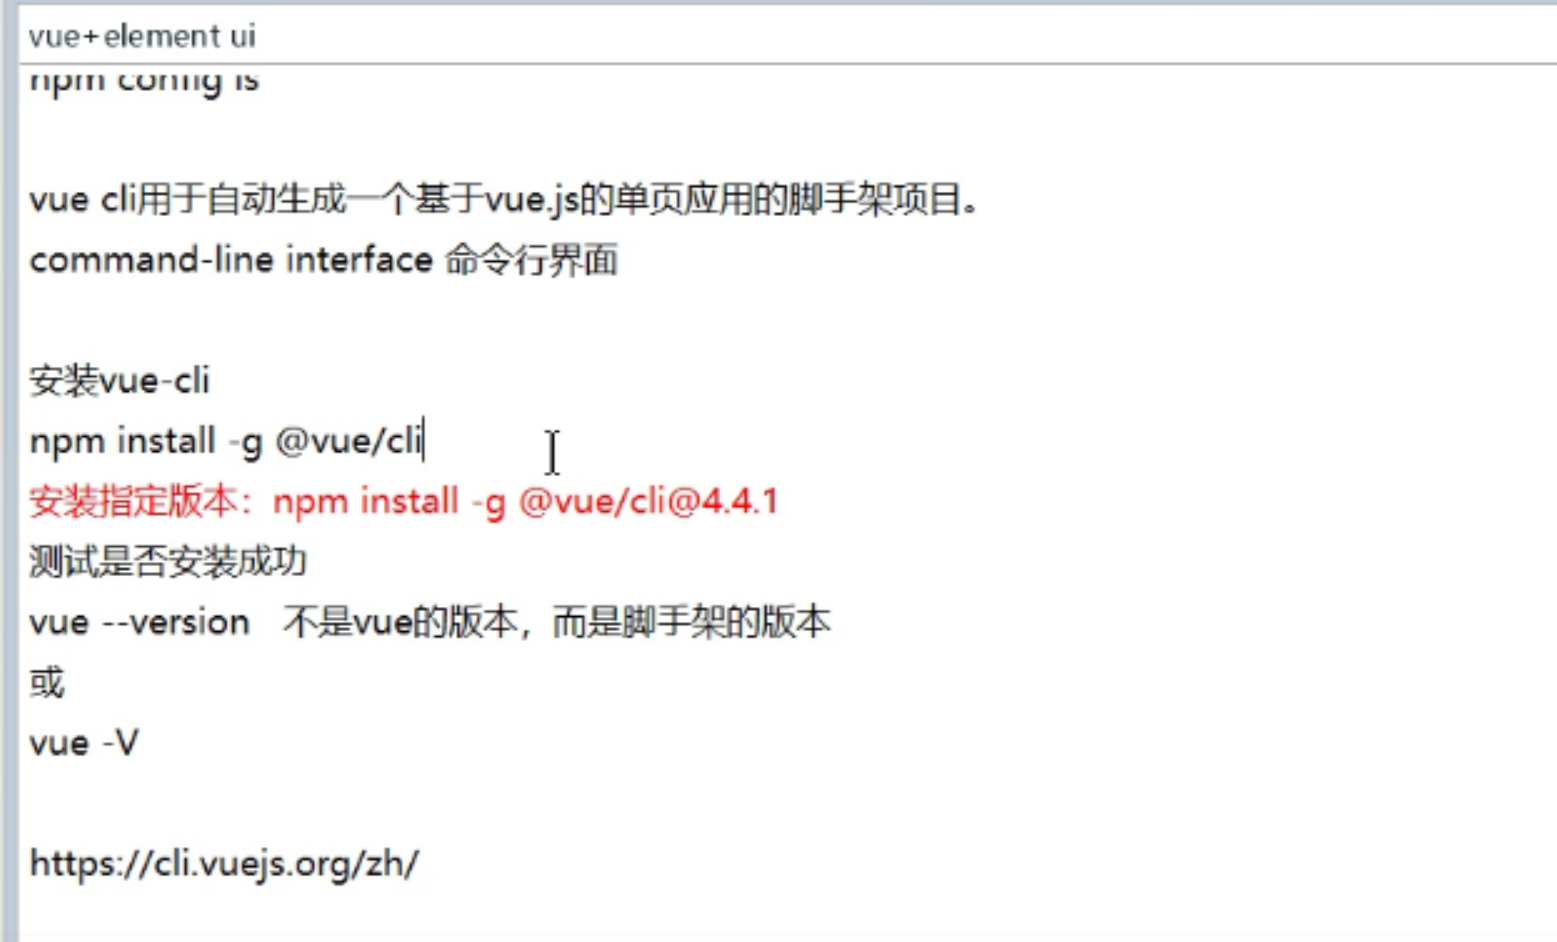 vue+element ui
npm config ls
vue cli用于自动生成一个基于vue.js的单页应用的脚手架项目。
command-line interface 命令行界面
安装vue-cli
npm install -g @vue/cli
安装指定版本：npm install -g @vue/cli@4.4.1
测试是否安装成功
vue --version   不是vue的版本，而是脚手架的版本
或
vue -V
https://cli.vuejs.org/zh/